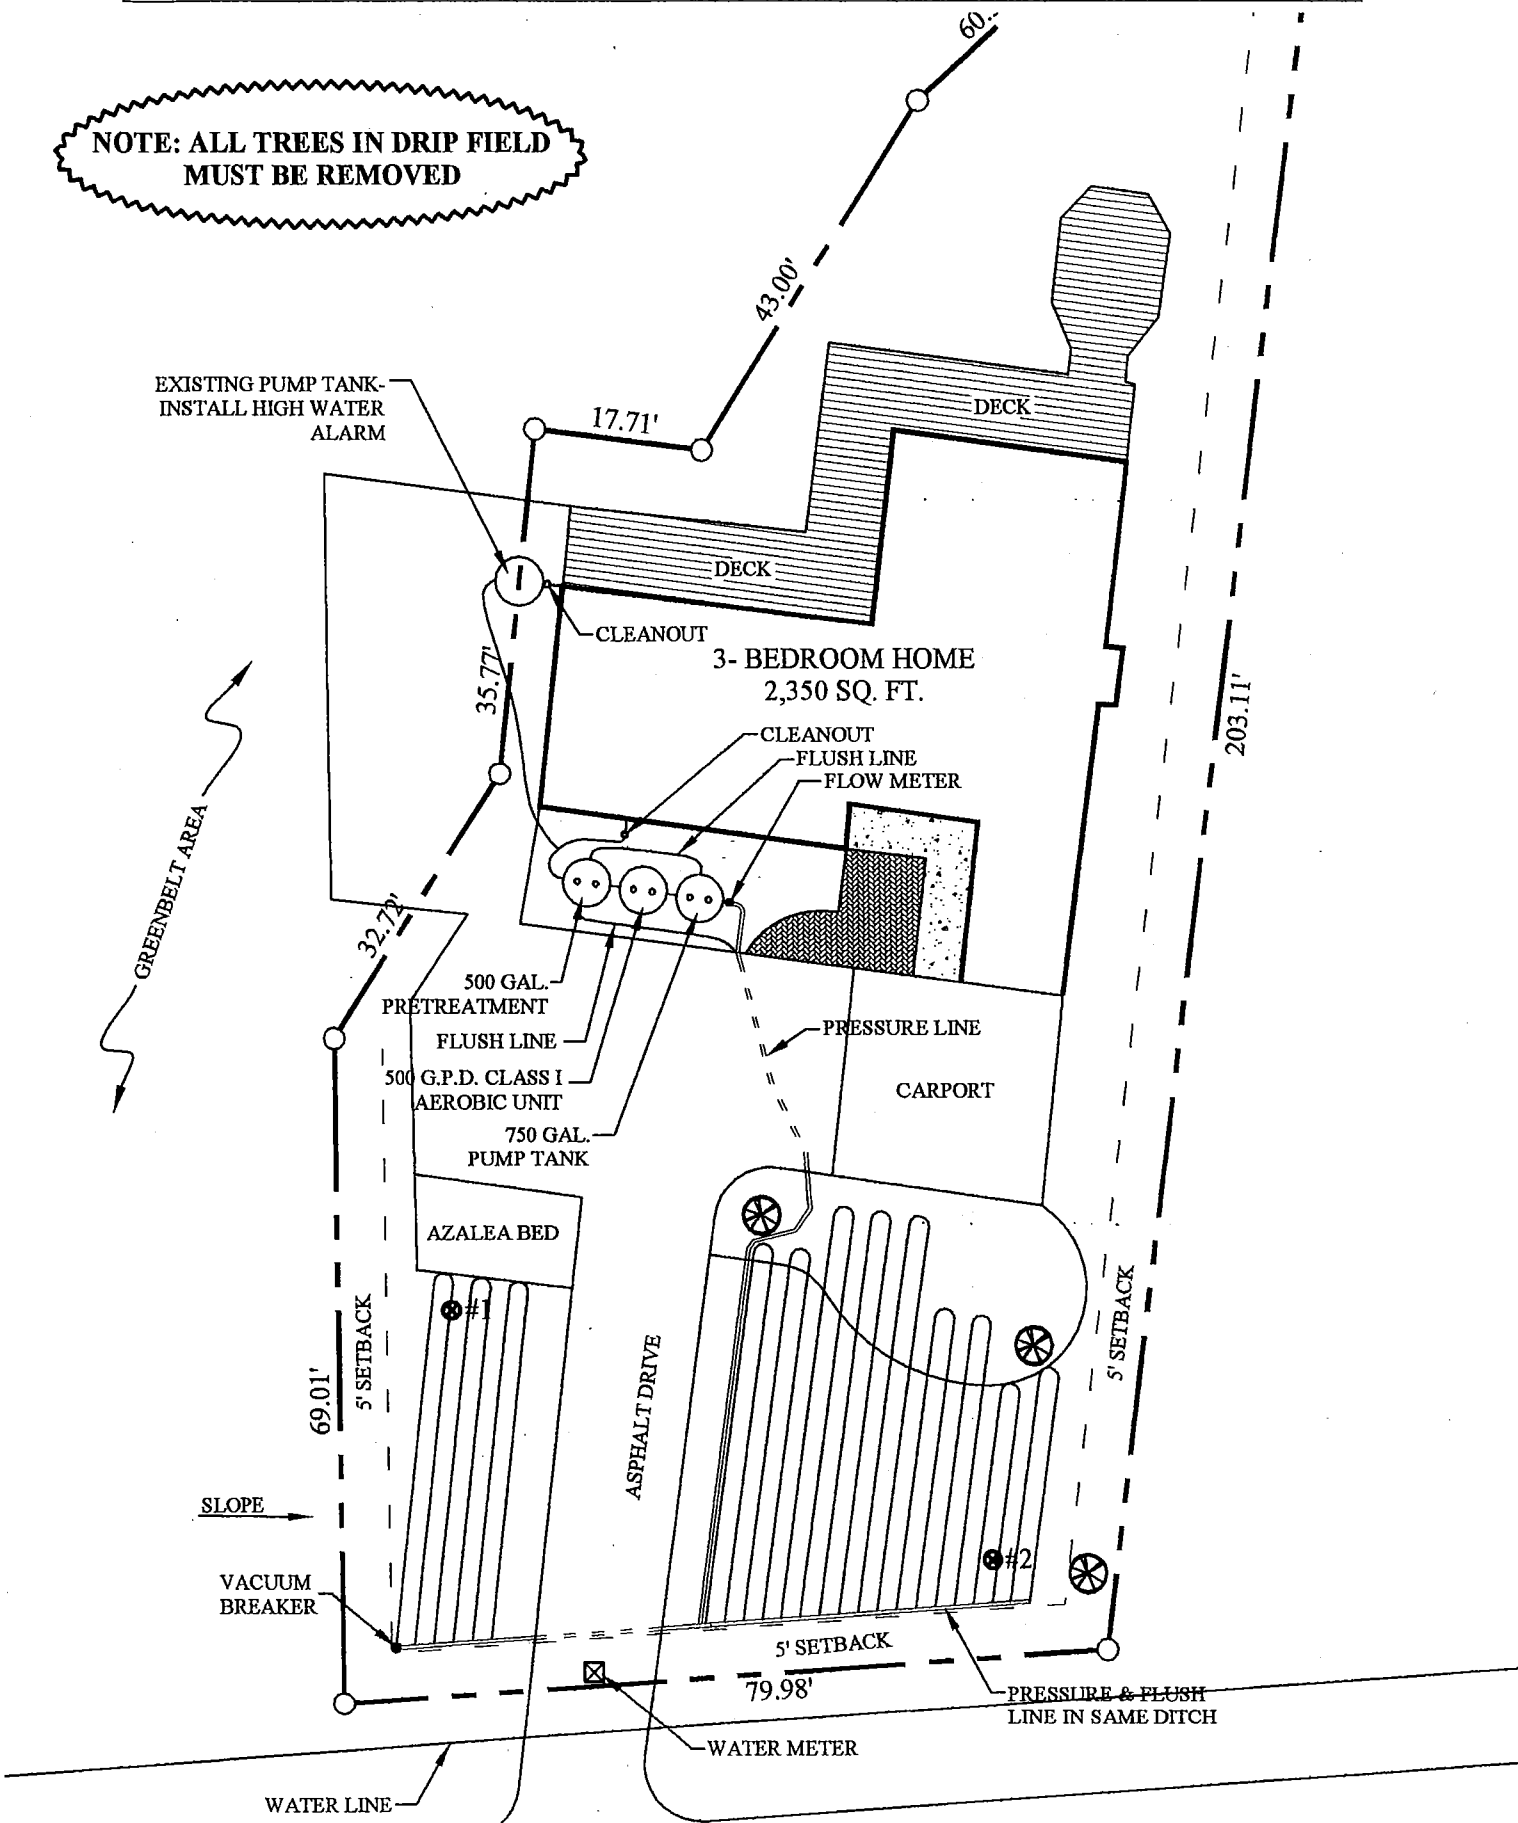 60.-
NOTE: ALL TREES IN DRIP FIELD
MUST BE REMOVED
43.00'
EXISTING PUMP TANK-
INSTALL HIGH WATER
ALARM
17.71'
DECK
DECK
CLEANOUT
3- BEDROOM HOME
2,350 SQ. FT.
35.77'
203.11'
CLEANOUT
FLUSH LINE
FLOW METER
GREENBELT AREA
32.72'
500 GAL.
PRETREATMENT
FLUSH LINE
PRESSURE LINE
500 G.P.D. CLASS I
AEROBIC UNIT
CARPORT
750 GAL.
PUMP TANK
AZALEA BED
#1
5' SETBACK
69.01'
ASPHALT DRIVE
5' SETBACK
SLOPE
#2
VACUUM
BREAKER
5' SETBACK
79.98'
PRESSURE & FLUSH
LINE IN SAME DITCH
WATER METER
WATER LINE